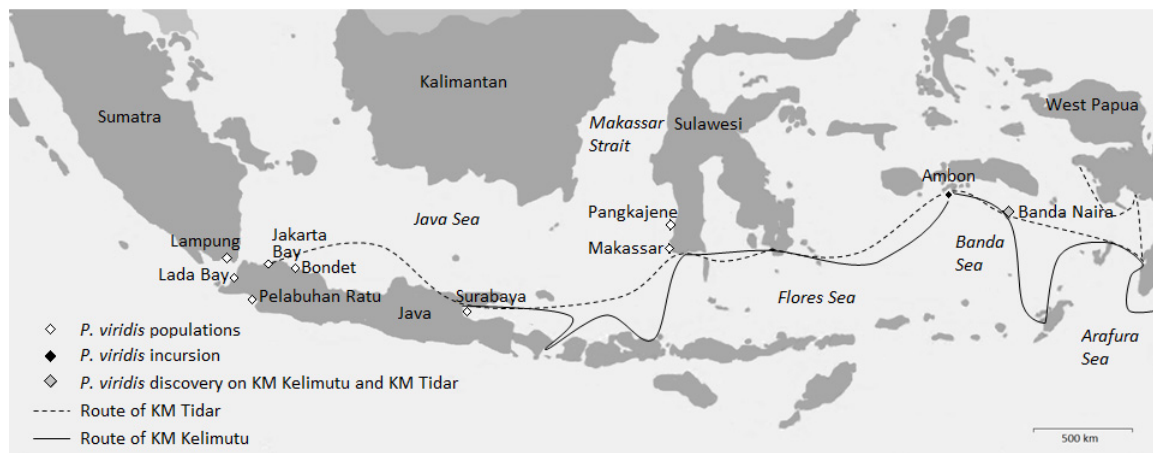 Sumatra
Kalimantan
Makassar
Strait
Sulawesi
West Papua
Ambon
Java Sea
Pangkajene
Banda Naira
Lampung
Jakarta
Bay
Makassar
Banda
Sea
Lada Bay
Bondet
Pelabuhan Ratu
Java
Surabaya
Flores Sea
Arafura
Sea
P. viridis populations
P. viridis incursion
P. viridis discovery on KM Kelimutu and KM Tidar
Route of KM Tidar
Route of KM Kelimutu
500 km